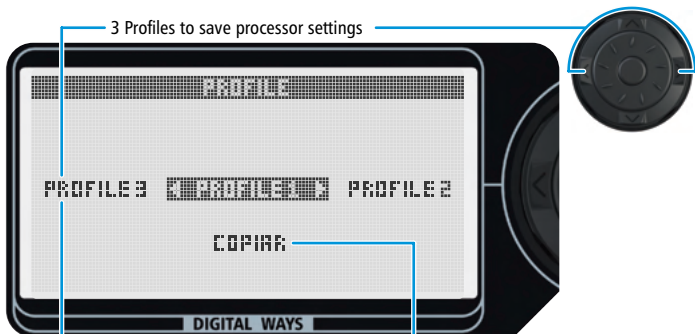 3 Profiles to save processor settings
PROFILE
PROFILE 3 < PROFILE 1 > PROFILE 2
COPIAR
DIGITAL WAYS